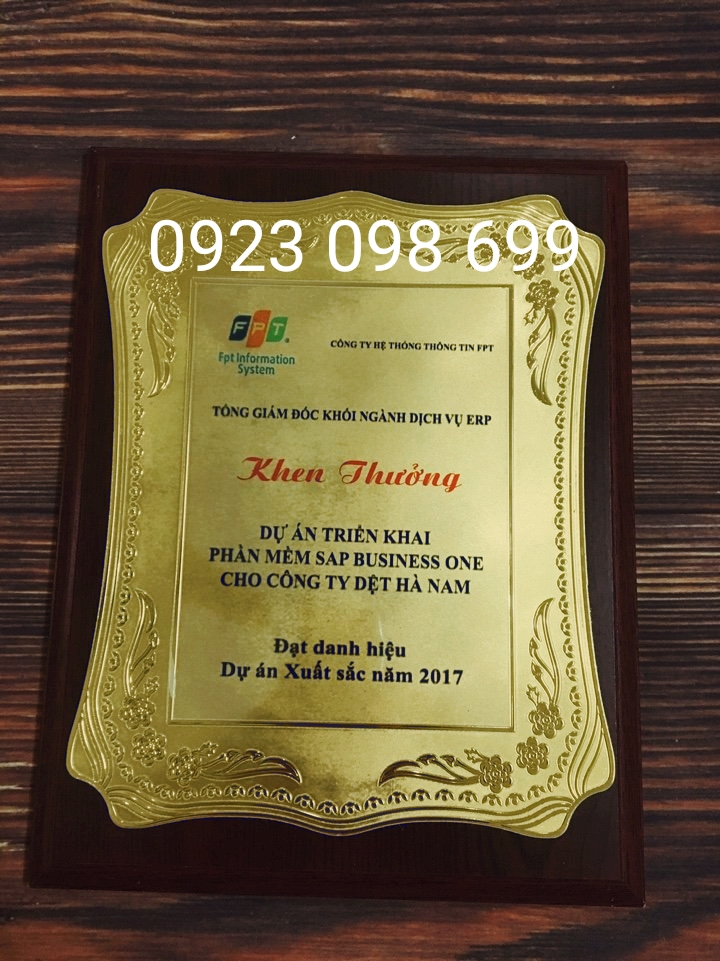 0923 098 699
FPT
Fpt Information
System
CÔNG TY HỆ THỐNG THÔNG TIN FPT
TỔNG GIÁM ĐỐC KHỐI NGÀNH DỊCH VỤ ERP
Khen Thưởng
DỰ ÁN TRIỂN KHAI
PHẦN MỀM SAP BUSINESS ONE
CHO CÔNG TY DỆT HÀ NAM
Đạt danh hiệu
Dự án Xuất sắc năm 2017